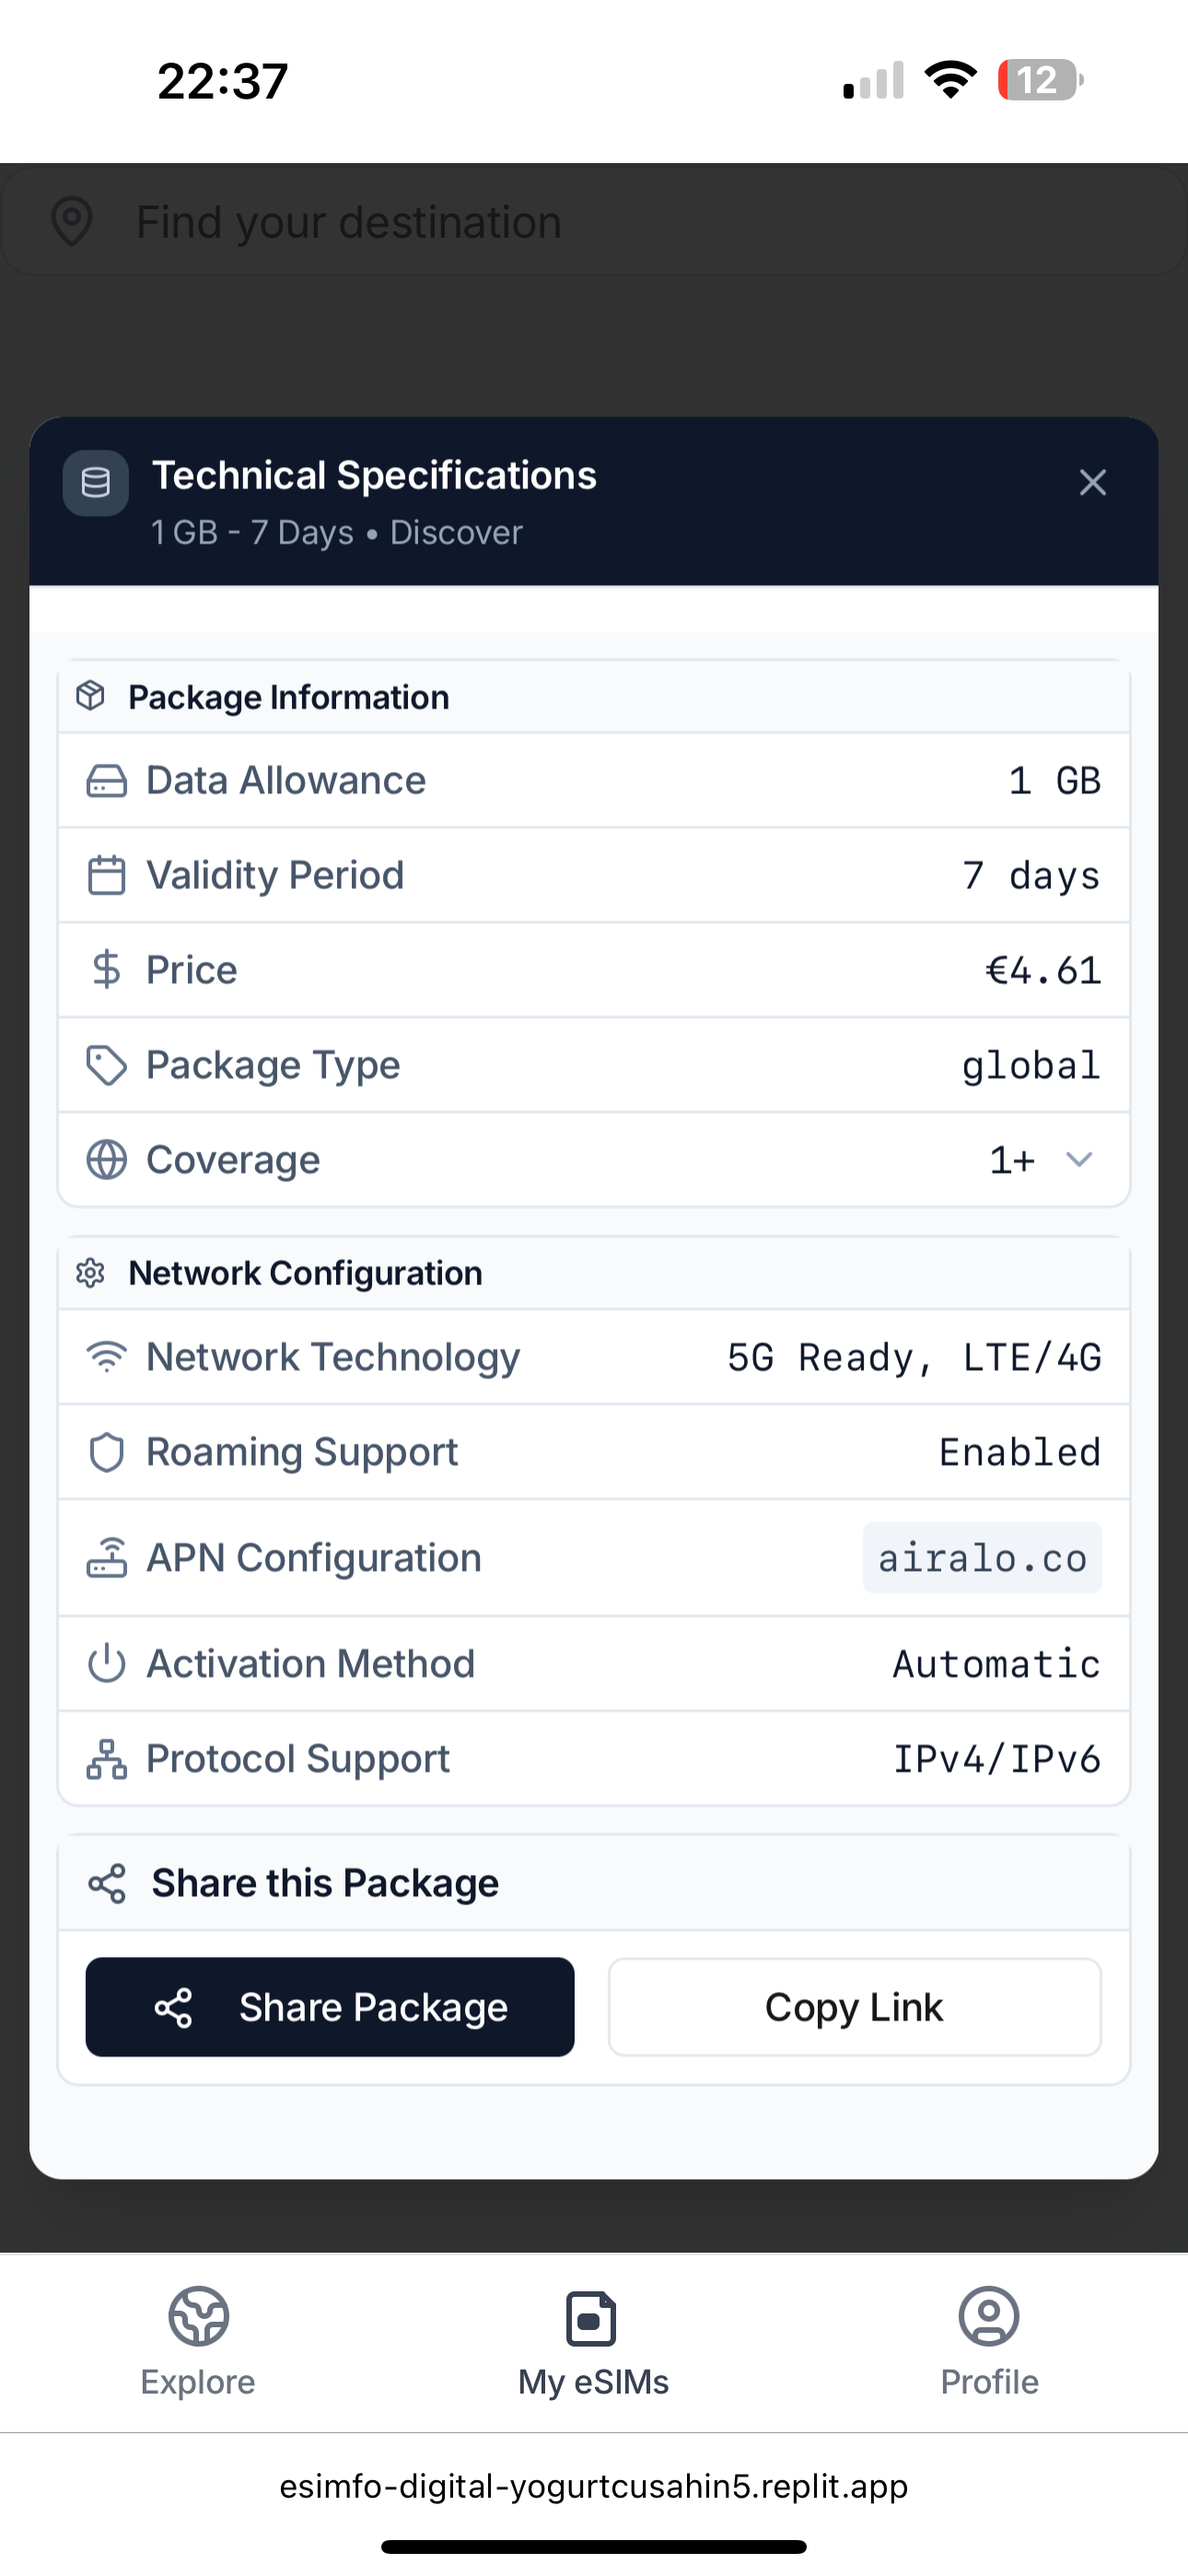 22:37
12
Find your destination
Technical Specifications
1 GB - 7 Days • Discover
Package Information
Data Allowance 1 GB
Validity Period 7 days
Price €4.61
Package Type global
Coverage 1+
Network Configuration
Network Technology 5G Ready, LTE/4G
Roaming Support Enabled
APN Configuration airalo.co
Activation Method Automatic
Protocol Support IPv4/IPv6
Share this Package
Share Package Copy Link
Explore My eSIMs Profile
esimfo-digital-yogurtcusahin5.replit.app